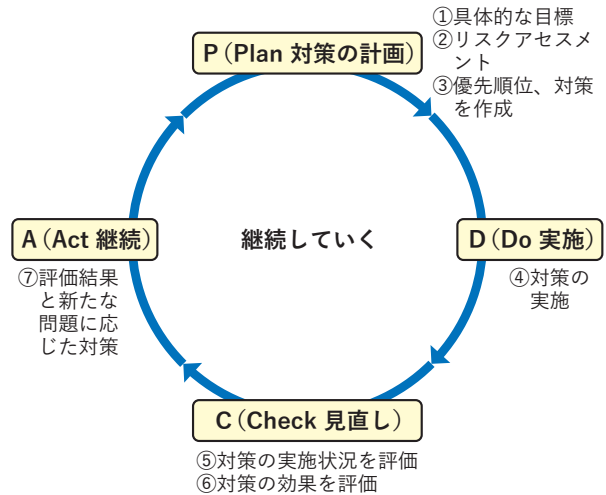 P(Plan 対策の計画)
①具体的な目標
②リスクアセスメ
ント
③優先順位、対策
を作成
A(Act 継続)
継続していく
D(Do 実施)
⑦評価結果
と新たな
問題に応
じた対策
④対策の
実施
C(Check 見直し)
⑤対策の実施状況を評価
⑥対策の効果を評価